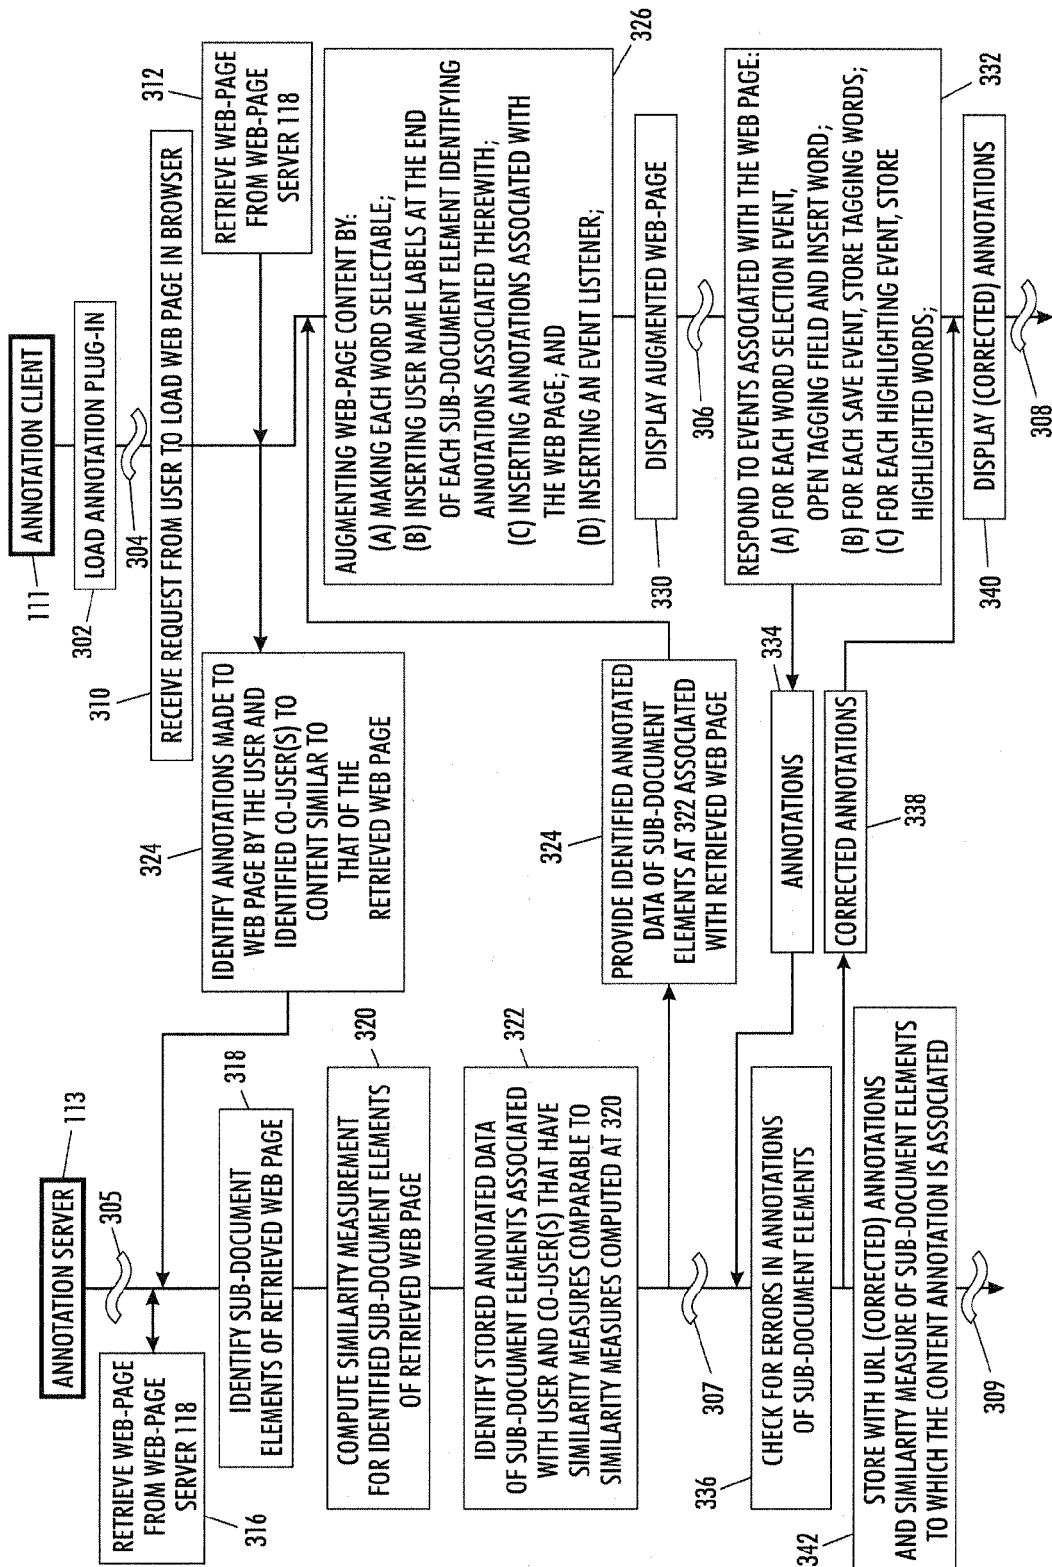 ANNOTATION SERVER
113
305
RETRIEVE WEB-PAGE
FROM WEB-PAGE
SERVER 118
316
IDENTIFY SUB-DOCUMENT
ELEMENTS OF RETRIEVED WEB PAGE
318
COMPUTE SIMILARITY MEASUREMENT
FOR IDENTIFIED SUB-DOCUMENT ELEMENTS
OF RETRIEVED WEB PAGE
320
IDENTIFY STORED ANNOTATED DATA
OF SUB-DOCUMENT ELEMENTS ASSOCIATED
WITH USER AND CO-USER(S) THAT HAVE
SIMILARITY MEASURES COMPARABLE TO
SIMILARITY MEASURES COMPUTED AT 320
322
307
336
CHECK FOR ERRORS IN ANNOTATIONS
OF SUB-DOCUMENT ELEMENTS
342
STORE WITH URL (CORRECTED) ANNOTATIONS
AND SIMILARITY MEASURE OF SUB-DOCUMENT ELEMENTS
TO WHICH THE CONTENT ANNOTATION IS ASSOCIATED
309
324
IDENTIFY ANNOTATIONS MADE TO
WEB PAGE BY THE USER AND
IDENTIFIED CO-USER(S) TO
CONTENT SIMILAR TO
THAT OF THE
RETRIEVED WEB PAGE
324
PROVIDE IDENTIFIED ANNOTATED
DATA OF SUB-DOCUMENT
ELEMENTS AT 322 ASSOCIATED
WITH RETRIEVED WEB PAGE
334
ANNOTATIONS
CORRECTED ANNOTATIONS
338
111
ANNOTATION CLIENT
302
LOAD ANNOTATION PLUG-IN
304
310
RECEIVE REQUEST FROM USER TO LOAD WEB PAGE IN BROWSER
312
RETRIEVE WEB-PAGE
FROM WEB-PAGE
SERVER 118
AUGMENTING WEB-PAGE CONTENT BY:
(A) MAKING EACH WORD SELECTABLE;
(B) INSERTING USER NAME LABELS AT THE END
OF EACH SUB-DOCUMENT ELEMENT IDENTIFYING
ANNOTATIONS ASSOCIATED THEREWITH;
(C) INSERTING ANNOTATIONS ASSOCIATED WITH
THE WEB PAGE; AND
(D) INSERTING AN EVENT LISTENER;
326
330
DISPLAY AUGMENTED WEB-PAGE
306
RESPOND TO EVENTS ASSOCIATED WITH THE WEB PAGE:
(A) FOR EACH WORD SELECTION EVENT,
OPEN TAGGING FIELD AND INSERT WORD;
(B) FOR EACH SAVE EVENT, STORE TAGGING WORDS;
(C) FOR EACH HIGHLIGHTING EVENT, STORE
HIGHLIGHTED WORDS;
332
340
DISPLAY (CORRECTED) ANNOTATIONS
308